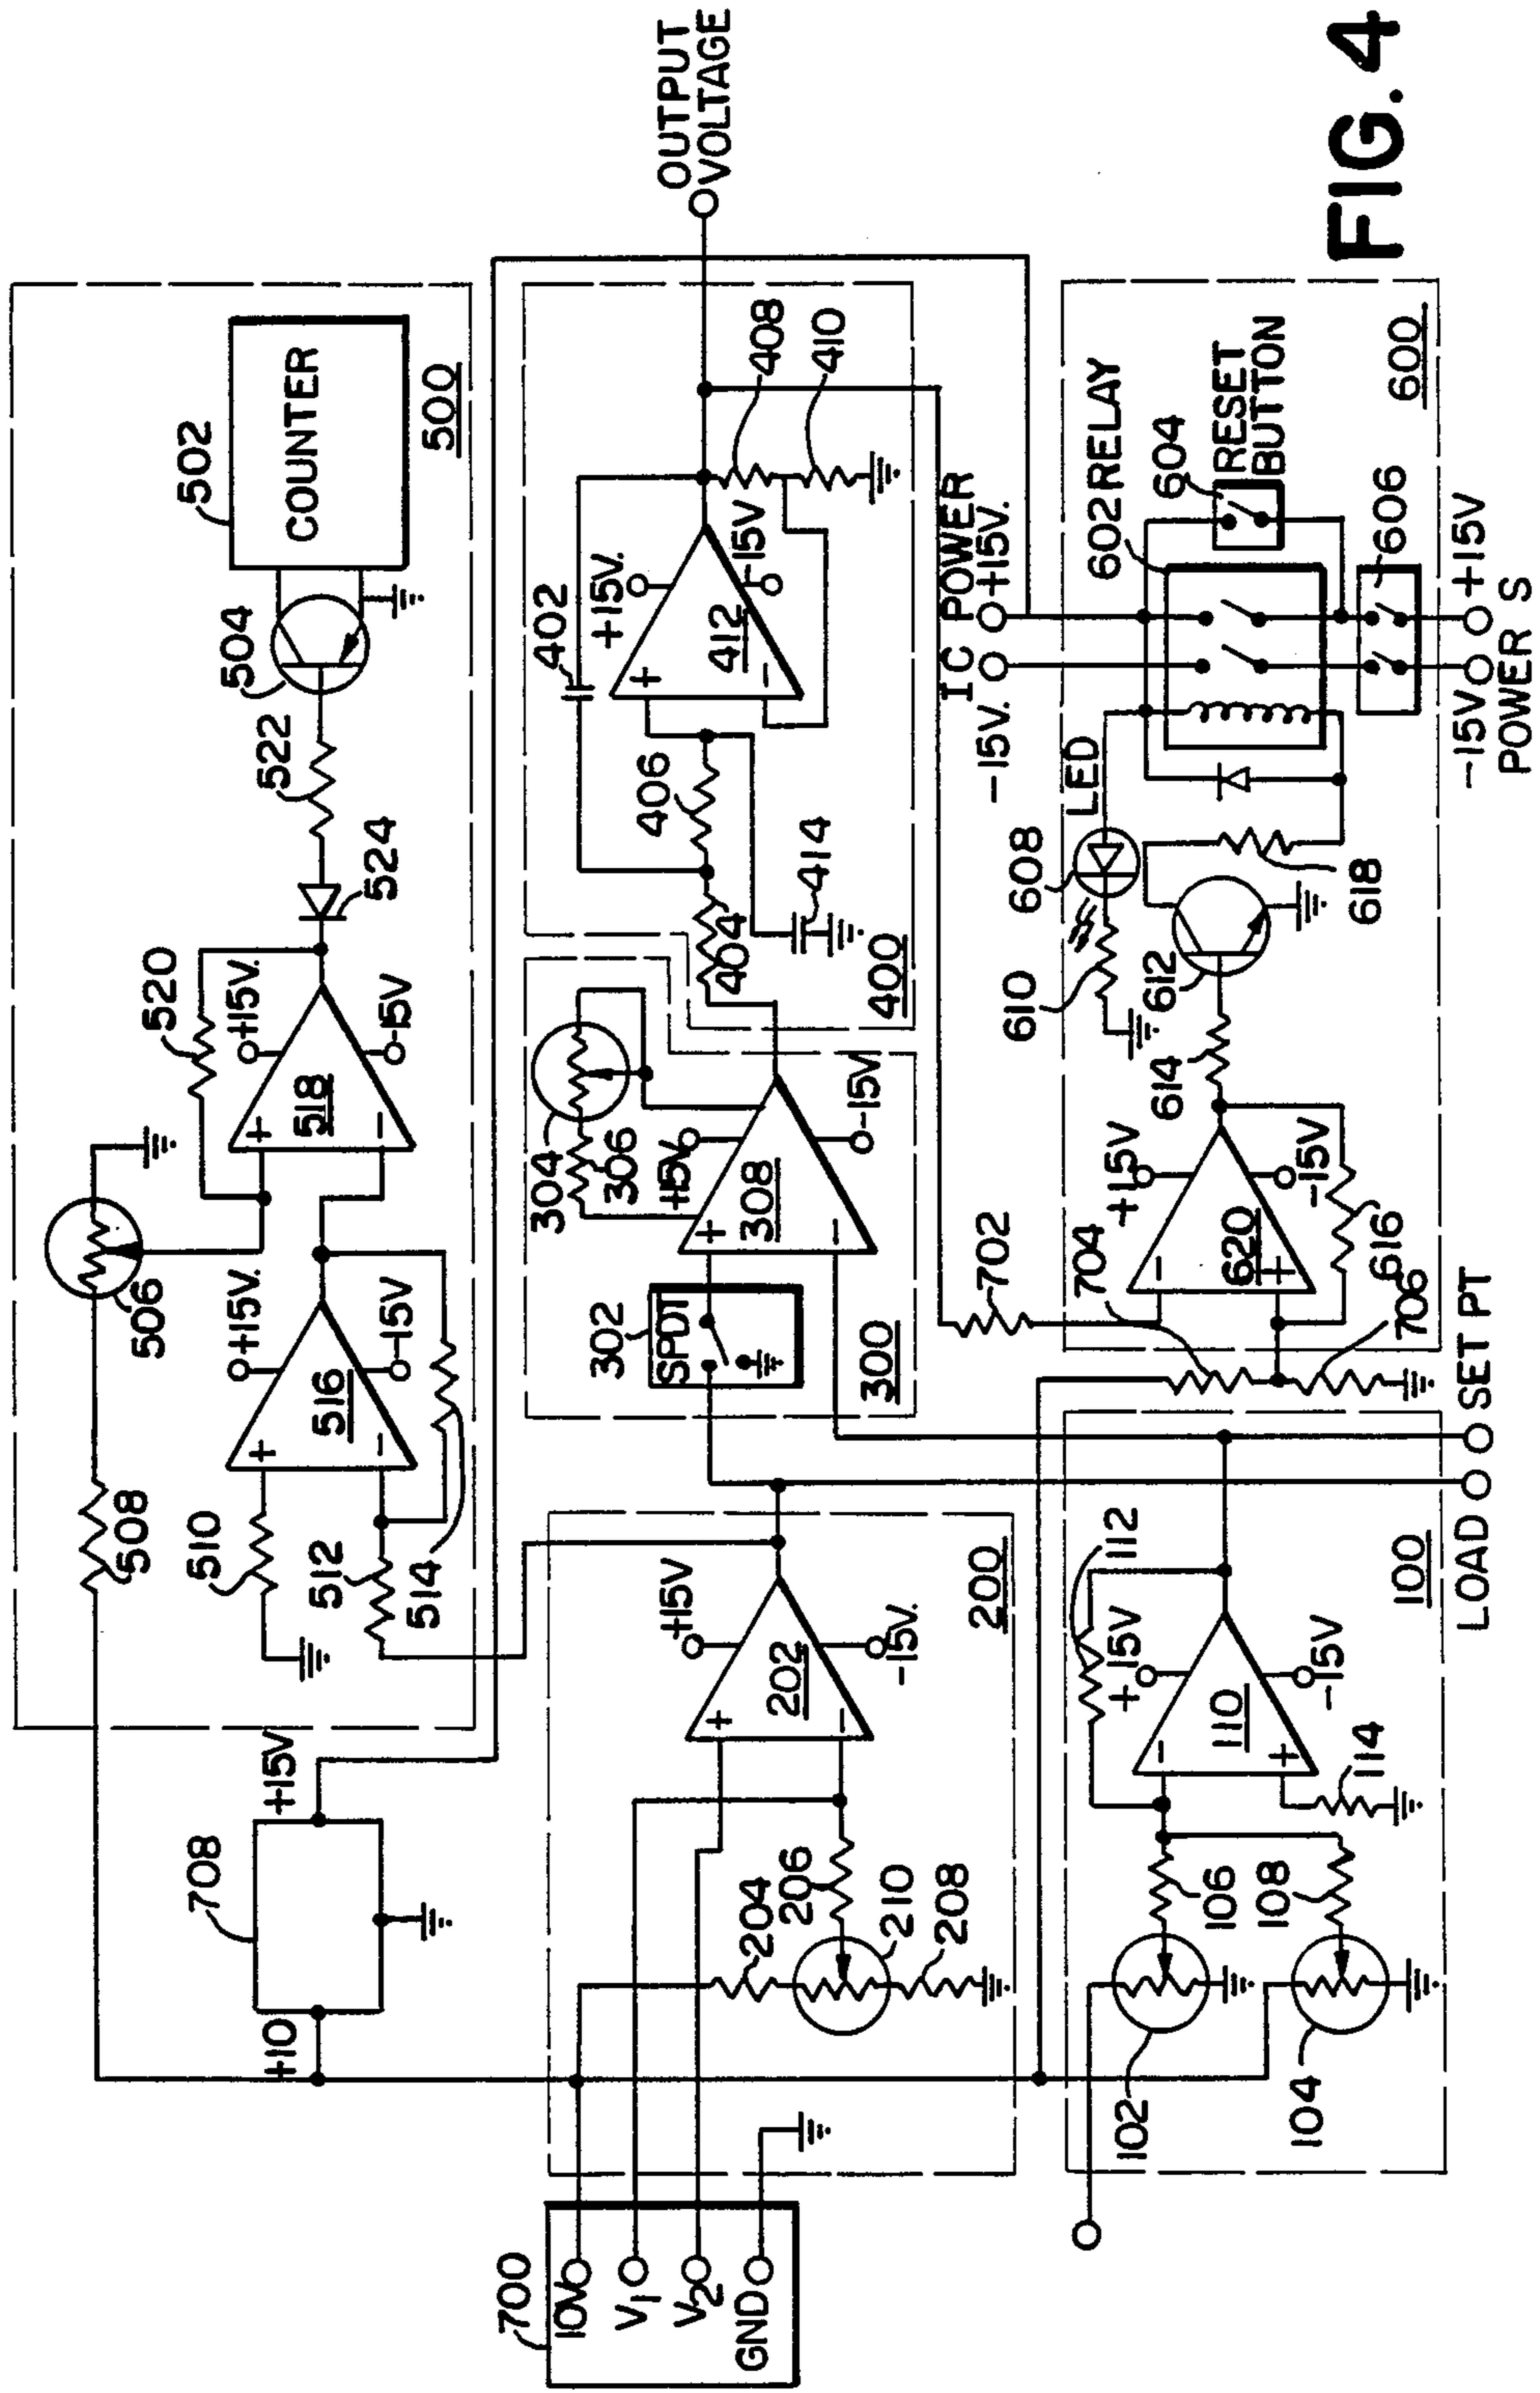 502
COUNTER
500
504
522
524
520
+15V.
518
-15V
506
+15V.
516
-15V
508
510
512
514
OUTPUT
VOLTAGE
408
410
402
+15V.
412
-15V
406
404
414
400
304
306
+15V.
308
-15V
302
SPDT
300
+15V
708
+10
+15V
202
-15V.
200
204
206
210
208
700
10V
V1
V2
GND
IC POWER
-15V.
+15V.
602 RELAY
604
RESET
BUTTON
600
606
LED
608
610
612
614
618
-15V
+15V
POWER S
702
704
+15V
620
-15V
616
706
SET PT
LOAD
112
100
+15V
110
-15V
114
106
108
102
104
FIG. 4